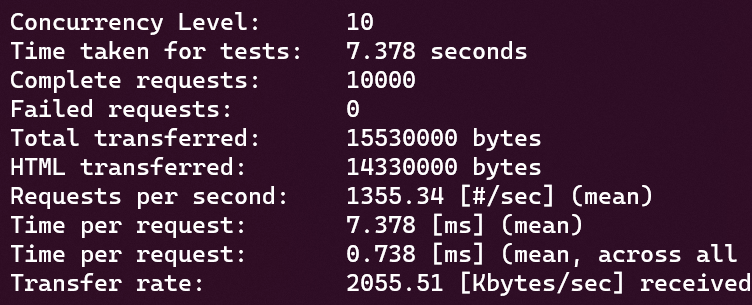 Concurrency Level:      10
Time taken for tests:   7.378 seconds
Complete requests:      10000
Failed requests:        0
Total transferred:      15530000 bytes
HTML transferred:       14330000 bytes
Requests per second:    1355.34 [#/sec] (mean)
Time per request:       7.378 [ms] (mean)
Time per request:       0.738 [ms] (mean, across all
Transfer rate:          2055.51 [Kbytes/sec] received